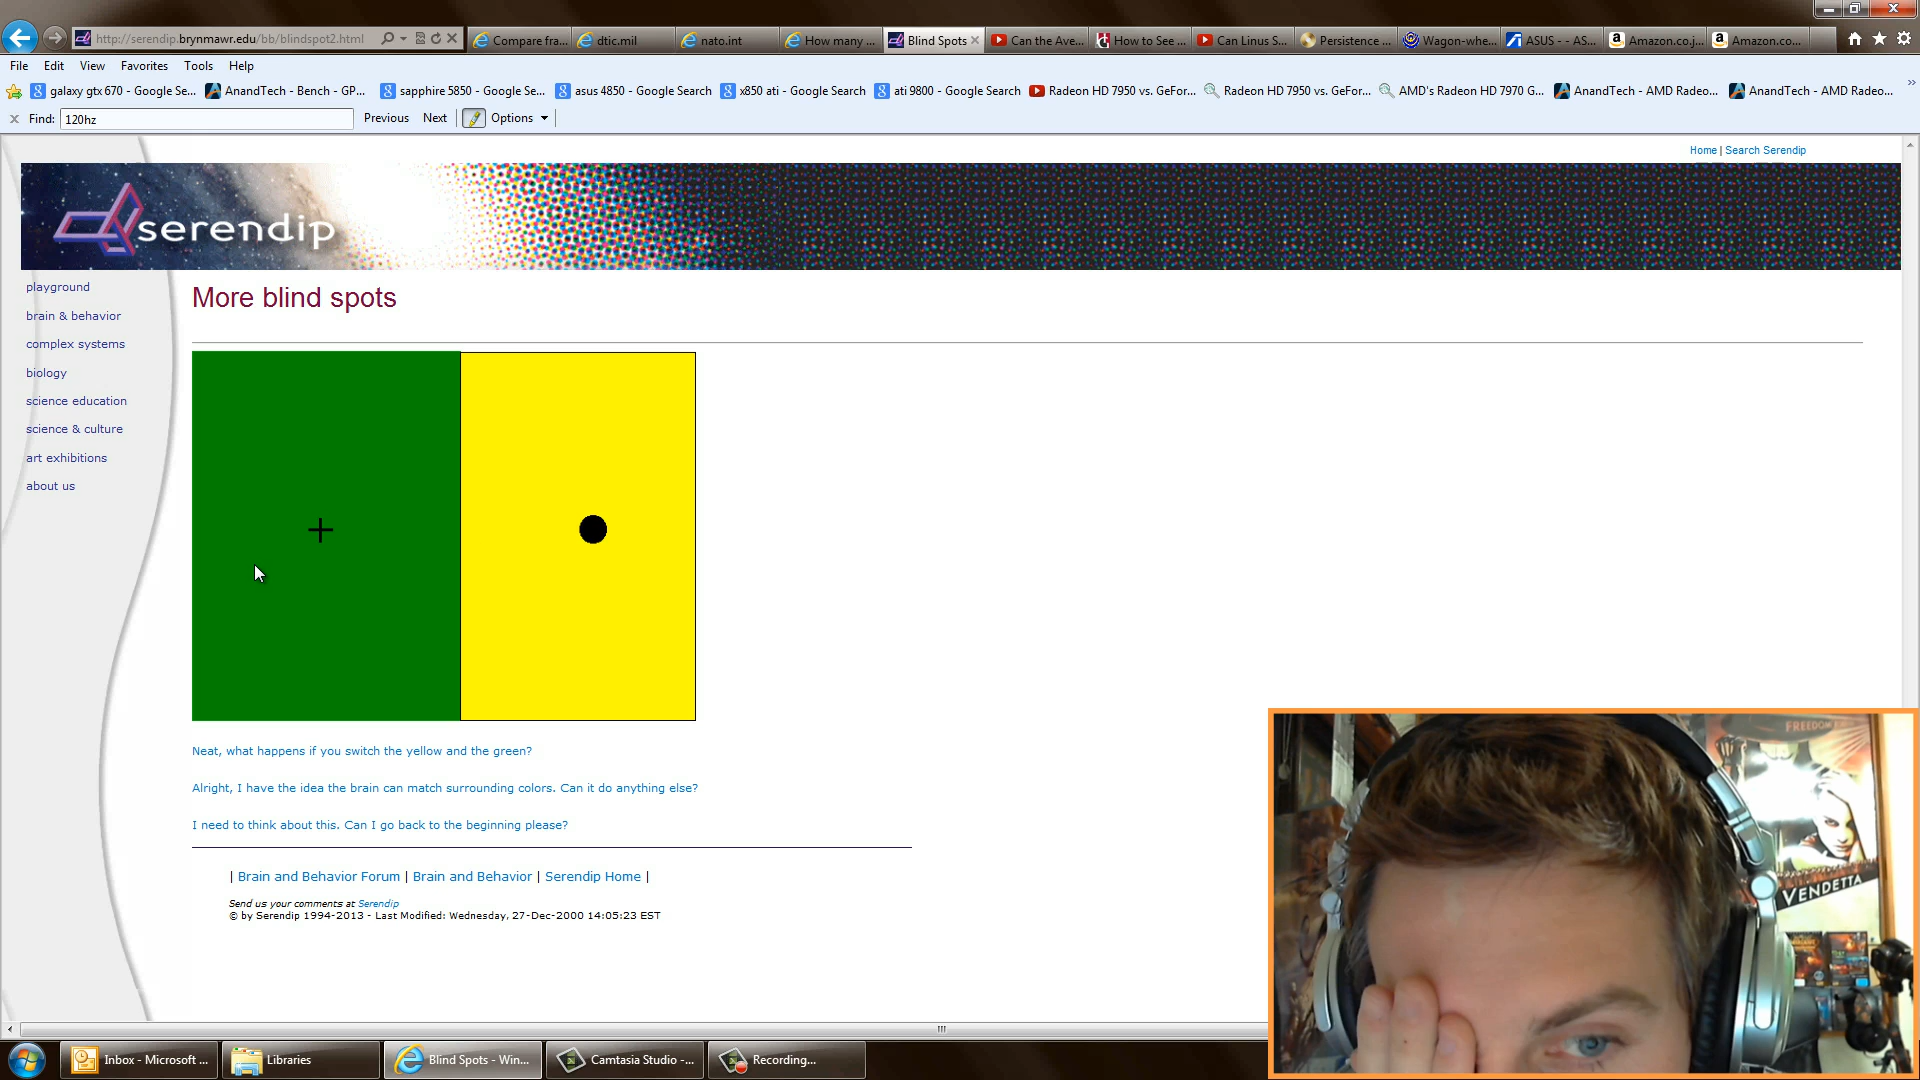 http://serendip.brynmawr.edu/bb/blindspot2.html
Compare fra...
dtic.mil
nato.int
How many ...
Blind Spots
Can the Ave...
How to See ...
Can Linus S...
Persistence ...
Wagon-whe...
ASUS - - AS...
Amazon.co.j...
Amazon.co...
File Edit View Favorites Tools Help
galaxy gtx 670 - Google Se...
AnandTech - Bench - GP...
sapphire 5850 - Google Se...
asus 4850 - Google Search
x850 ati - Google Search
ati 9800 - Google Search
Radeon HD 7950 vs. GeFor...
Radeon HD 7950 vs. GeFor...
AMD's Radeon HD 7970 G...
AnandTech - AMD Radeo...
AnandTech - AMD Radeo...
Find: 120hz Previous Next Options
Home | Search Serendip
serendip
playground
brain & behavior
complex systems
biology
science education
science & culture
art exhibitions
about us
More blind spots
Neat, what happens if you switch the yellow and the green?
Alright, I have the idea the brain can match surrounding colors. Can it do anything else?
I need to think about this. Can I go back to the beginning please?
| Brain and Behavior Forum | Brain and Behavior | Serendip Home |
Send us your comments at Serendip
© by Serendip 1994-2013 - Last Modified: Wednesday, 27-Dec-2000 14:05:23 EST
FREEDOM
VENDETTA
Inbox - Microsoft ...
Libraries
Blind Spots - Win...
Camtasia Studio -...
Recording...